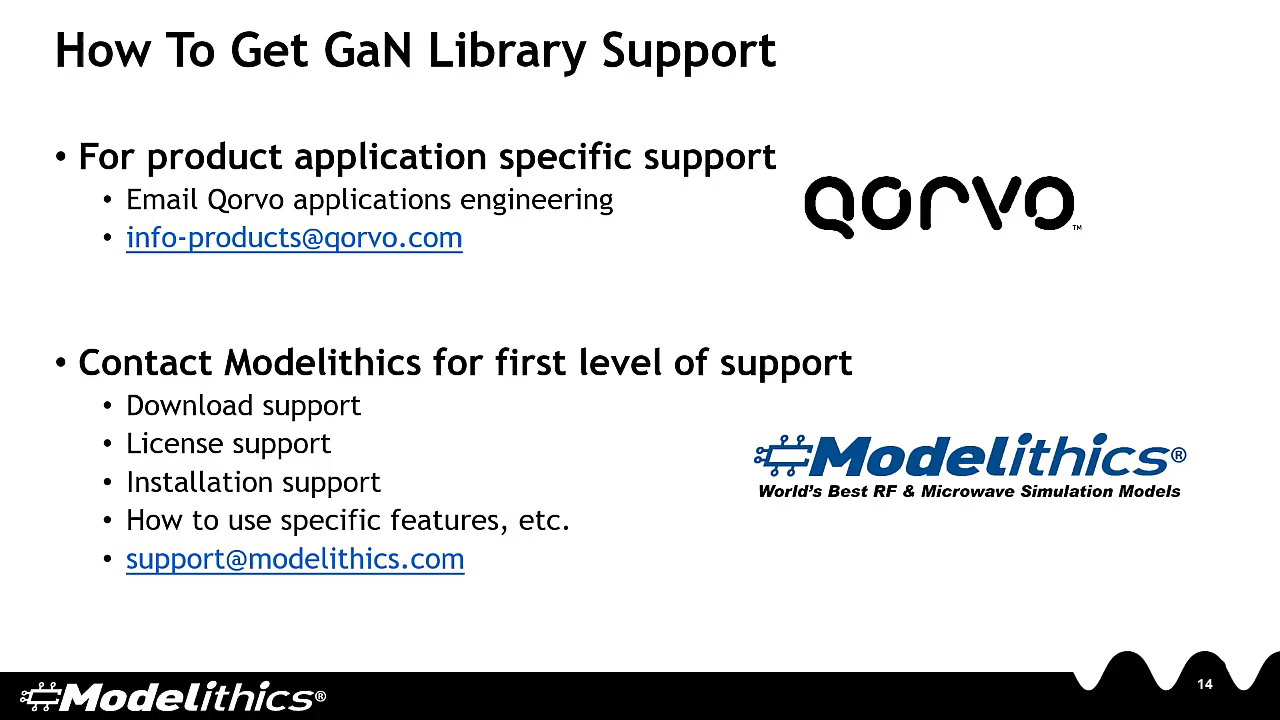 How To Get GaN Library Support
• For product application specific support
• Email Qorvo applications engineering
• info-products@qorvo.com
QORVO™
• Contact Modelithics for first level of support
• Download support
• License support
• Installation support
• How to use specific features, etc.
• support@modelithics.com
Modelithics®
World's Best RF & Microwave Simulation Models
Modelithics®
14